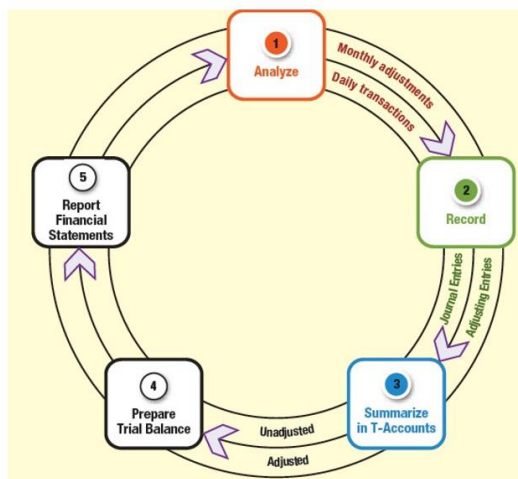 1
Analyze
Monthly adjustments
Daily transactions
2
Record
Journal Entries
Adjusting Entries
3
Summarize
in T-Accounts
Unadjusted
Adjusted
4
Prepare
Trial Balance
5
Report
Financial
Statements